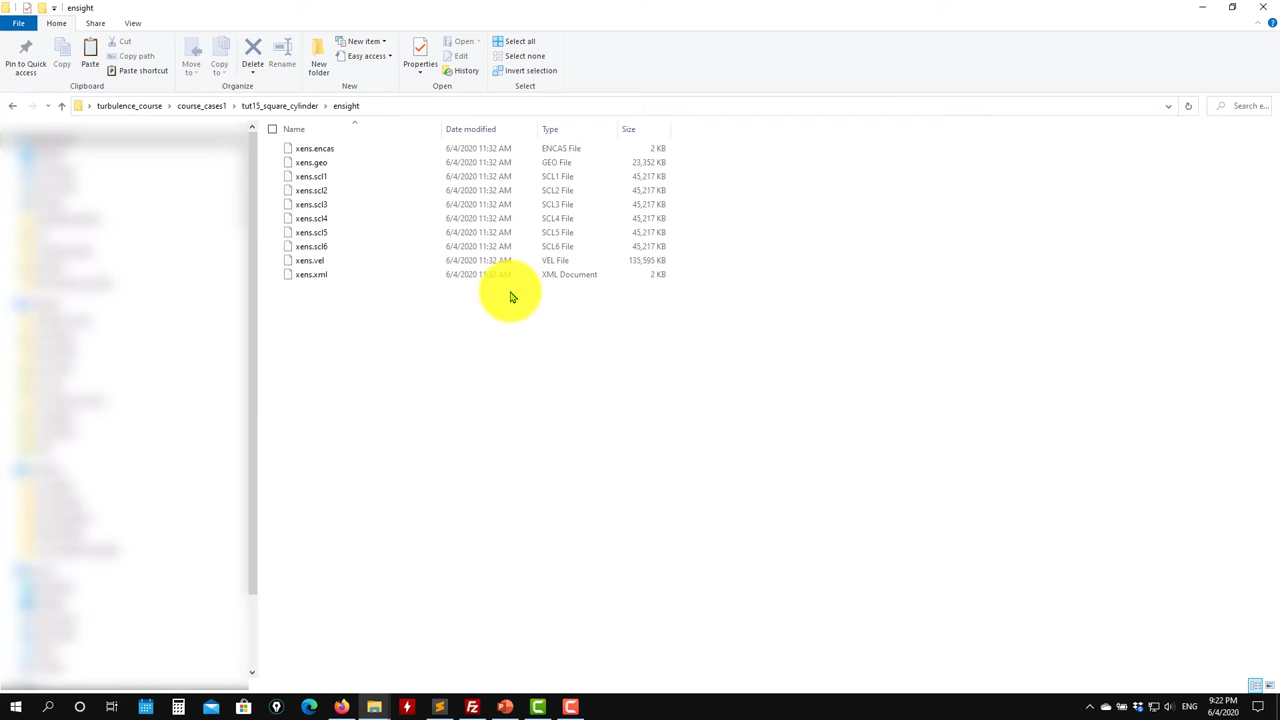 ensight
File
Home
Share
View
Pin to Quick access
Copy
Paste
Cut
Copy path
Paste shortcut
Clipboard
Move to
Copy to
Delete
Rename
Organize
New folder
New item
Easy access
New
Properties
Open
Edit
History
Open
Select all
Select none
Invert selection
Select
turbulence_course
course_cases1
tut15_square_cylinder
ensight
Search e...
Name Date modified Type Size
xens.encas 6/4/2020 11:32 AM ENCAS File 2 KB
xens.geo 6/4/2020 11:32 AM GEO File 23,352 KB
xens.scl1 6/4/2020 11:32 AM SCL1 File 45,217 KB
xens.scl2 6/4/2020 11:32 AM SCL2 File 45,217 KB
xens.scl3 6/4/2020 11:32 AM SCL3 File 45,217 KB
xens.scl4 6/4/2020 11:32 AM SCL4 File 45,217 KB
xens.scl5 6/4/2020 11:32 AM SCL5 File 45,217 KB
xens.scl6 6/4/2020 11:32 AM SCL6 File 45,217 KB
xens.vel 6/4/2020 11:32 AM VEL File 135,595 KB
xens.xml 6/4/2020 AM XML Document 2 KB
ENG
9:22 PM
6/4/2020